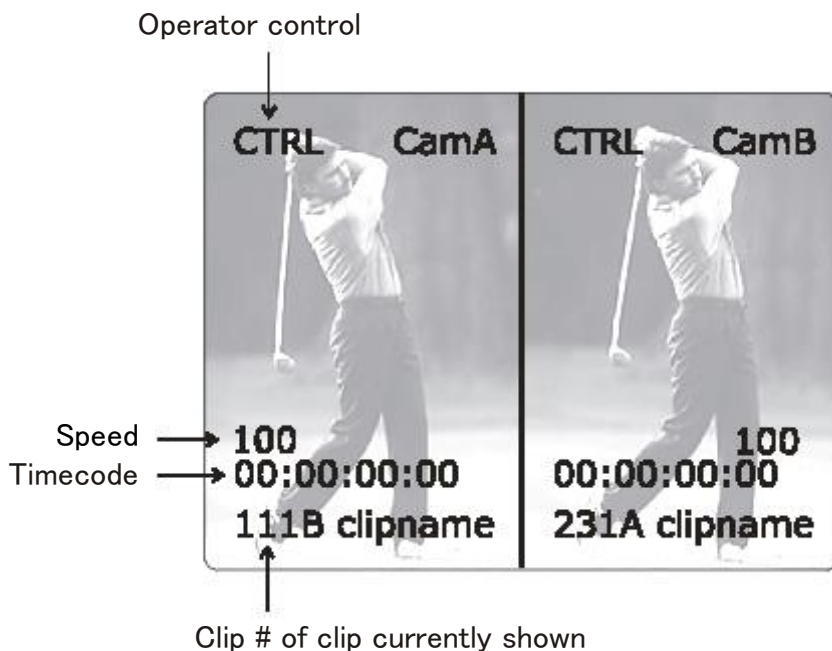 Operator control
CTRL CamA CTRL CamB
Speed 100 100
Timecode 00:00:00:00 00:00:00:00
111B clipname 231A clipname
Clip # of clip currently shown